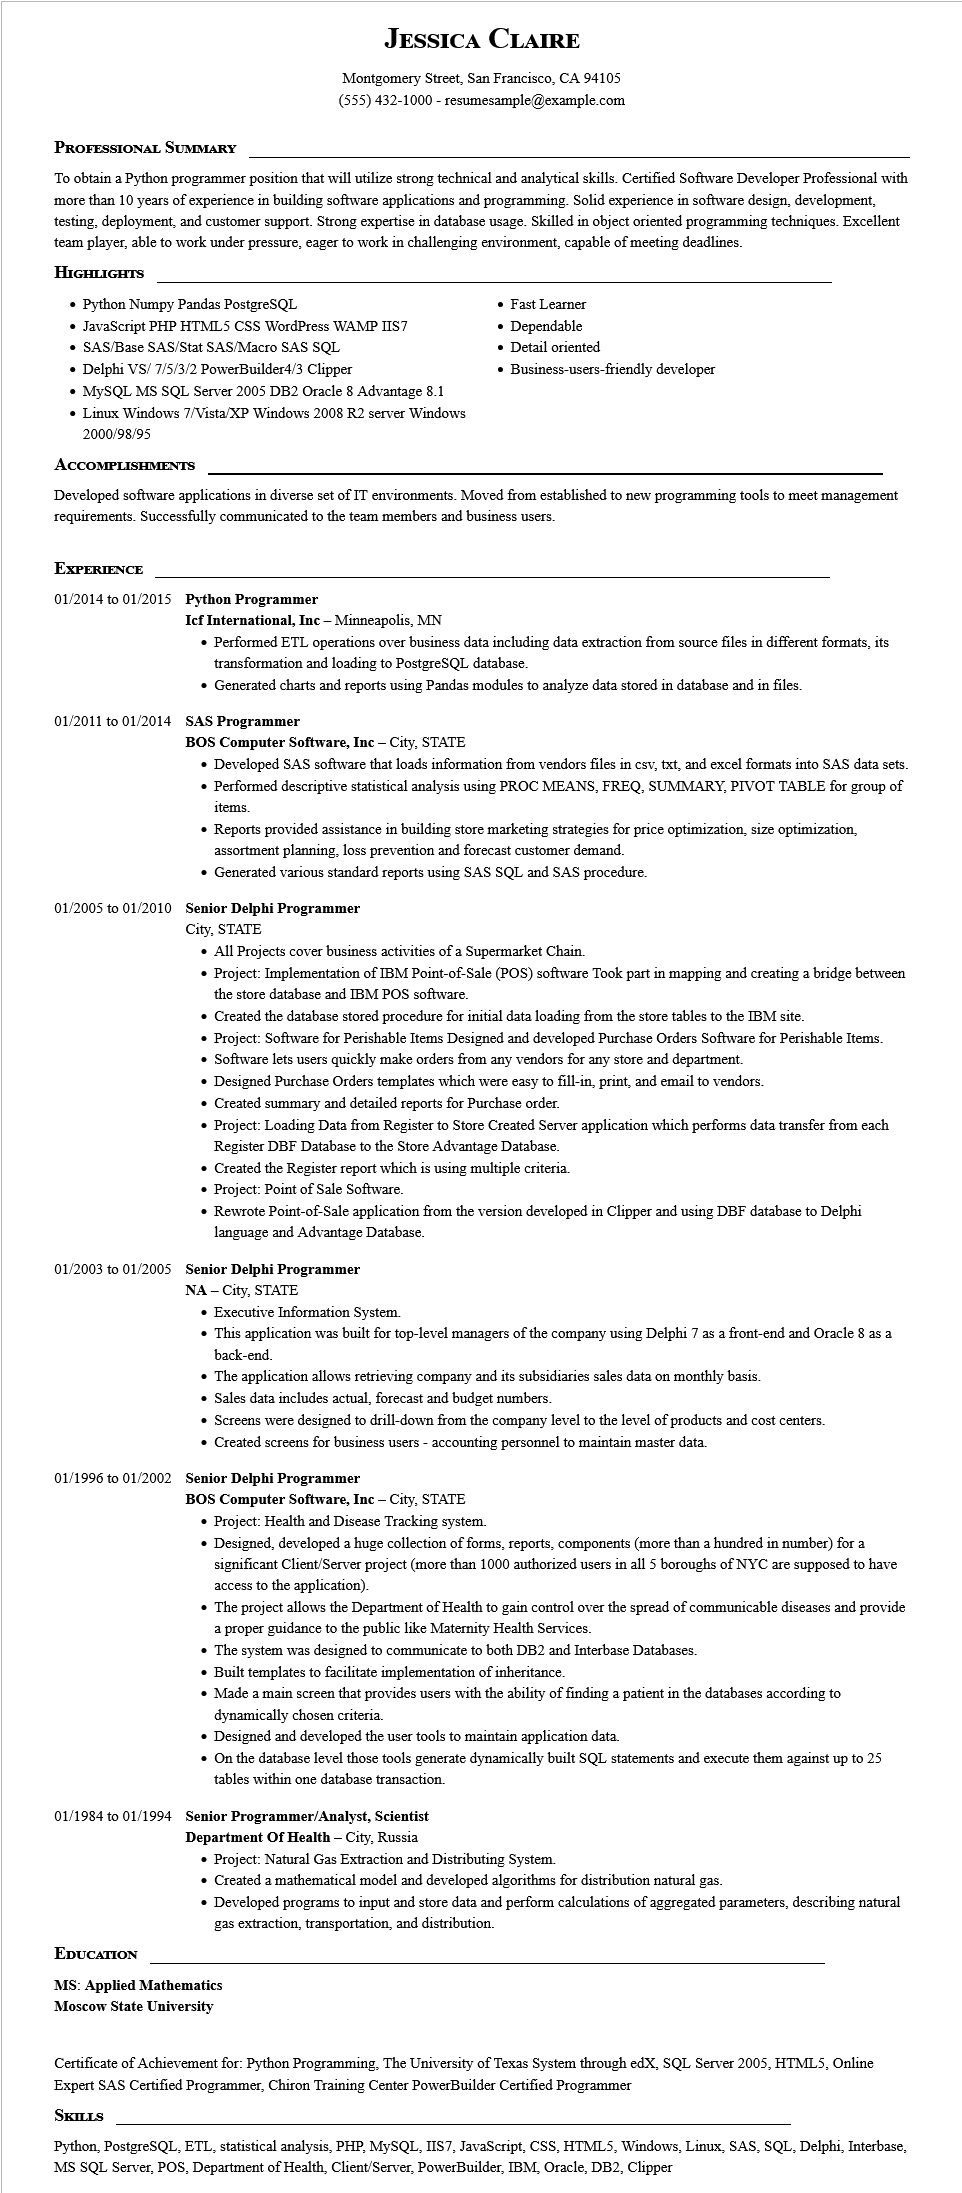 Jessica Claire
Montgomery Street, San Francisco, CA 94105
(555) 432-1000 - resumesample@example.com
Professional Summary
To obtain a Python programmer position that will utilize strong technical and analytical skills. Certified Software Developer Professional with
more than 10 years of experience in building software applications and programming. Solid experience in software design, development,
testing, deployment, and customer support. Strong expertise in database usage. Skilled in object oriented programming techniques. Excellent
team player, able to work under pressure, eager to work in challenging environment, capable of meeting deadlines.
Highlights
• Python Numpy Pandas PostgreSQL
• JavaScript PHP HTML5 CSS WordPress WAMP IIS7
• SAS/Base SAS/Stat SAS/Macro SAS SQL
• Delphi VS/ 7/5/3/2 PowerBuilder4/3 Clipper
• MySQL MS SQL Server 2005 DB2 Oracle 8 Advantage 8.1
• Linux Windows 7/Vista/XP Windows 2008 R2 server Windows
2000/98/95
• Fast Learner
• Dependable
• Detail oriented
• Business-users-friendly developer
Accomplishments
Developed software applications in diverse set of IT environments. Moved from established to new programming tools to meet management
requirements. Successfully communicated to the team members and business users.
Experience
01/2014 to 01/2015 Python Programmer
Icf International, Inc – Minneapolis, MN
• Performed ETL operations over business data including data extraction from source files in different formats, its
transformation and loading to PostgreSQL database.
• Generated charts and reports using Pandas modules to analyze data stored in database and in files.
01/2011 to 01/2014 SAS Programmer
BOS Computer Software, Inc – City, STATE
• Developed SAS software that loads information from vendors files in csv, txt, and excel formats into SAS data sets.
• Performed descriptive statistical analysis using PROC MEANS, FREQ, SUMMARY, PIVOT TABLE for group of
items.
• Reports provided assistance in building store marketing strategies for price optimization, size optimization,
assortment planning, loss prevention and forecast customer demand.
• Generated various standard reports using SAS SQL and SAS procedure.
01/2005 to 01/2010 Senior Delphi Programmer
City, STATE
• All Projects cover business activities of a Supermarket Chain.
• Project: Implementation of IBM Point-of-Sale (POS) software Took part in mapping and creating a bridge between
the store database and IBM POS software.
• Created the database stored procedure for initial data loading from the store tables to the IBM site.
• Project: Software for Perishable Items Designed and developed Purchase Orders Software for Perishable Items.
• Software lets users quickly make orders from any vendors for any store and department.
• Designed Purchase Orders templates which were easy to fill-in, print, and email to vendors.
• Created summary and detailed reports for Purchase order.
• Project: Loading Data from Register to Store Created Server application which performs data transfer from each
Register DBF Database to the Store Advantage Database.
• Created the Register report which is using multiple criteria.
• Project: Point of Sale Software.
• Rewrote Point-of-Sale application from the version developed in Clipper and using DBF database to Delphi
language and Advantage Database.
01/2003 to 01/2005 Senior Delphi Programmer
NA – City, STATE
• Executive Information System.
• This application was built for top-level managers of the company using Delphi 7 as a front-end and Oracle 8 as a
back-end.
• The application allows retrieving company and its subsidiaries sales data on monthly basis.
• Sales data includes actual, forecast and budget numbers.
• Screens were designed to drill-down from the company level to the level of products and cost centers.
• Created screens for business users - accounting personnel to maintain master data.
01/1996 to 01/2002 Senior Delphi Programmer
BOS Computer Software, Inc – City, STATE
• Project: Health and Disease Tracking system.
• Designed, developed a huge collection of forms, reports, components (more than a hundred in number) for a
significant Client/Server project (more than 1000 authorized users in all 5 boroughs of NYC are supposed to have
access to the application).
• The project allows the Department of Health to gain control over the spread of communicable diseases and provide
a proper guidance to the public like Maternity Health Services.
• The system was designed to communicate to both DB2 and Interbase Databases.
• Built templates to facilitate implementation of inheritance.
• Made a main screen that provides users with the ability of finding a patient in the databases according to
dynamically chosen criteria.
• Designed and developed the user tools to maintain application data.
• On the database level those tools generate dynamically built SQL statements and execute them against up to 25
tables within one database transaction.
01/1984 to 01/1994 Senior Programmer/Analyst, Scientist
Department Of Health – City, Russia
• Project: Natural Gas Extraction and Distributing System.
• Created a mathematical model and developed algorithms for distribution natural gas.
• Developed programs to input and store data and perform calculations of aggregated parameters, describing natural
gas extraction, transportation, and distribution.
Education
MS: Applied Mathematics
Moscow State University
Certificate of Achievement for: Python Programming, The University of Texas System through edX, SQL Server 2005, HTML5, Online
Expert SAS Certified Programmer, Chiron Training Center PowerBuilder Certified Programmer
Skills
Python, PostgreSQL, ETL, statistical analysis, PHP, MySQL, IIS7, JavaScript, CSS, HTML5, Windows, Linux, SAS, SQL, Delphi, Interbase,
MS SQL Server, POS, Department of Health, Client/Server, PowerBuilder, IBM, Oracle, DB2, Clipper